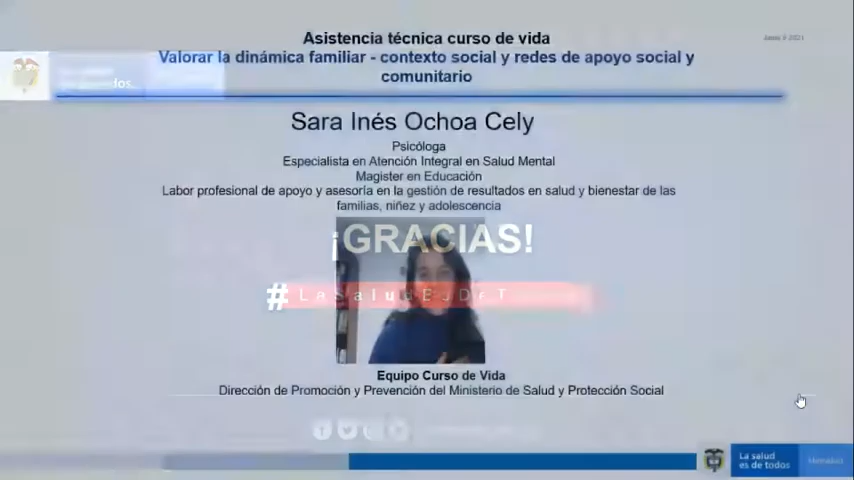 Asistencia técnica curso de vida
Valorar la dinámica familiar - contexto social y redes de apoyo social y
comunitario
Sara Inés Ochoa Cely
Psicóloga
Especialista en Atención Integral en Salud Mental
Magister en Educación
Labor profesional de apoyo y asesoría en la gestión de resultados en salud y bienestar de las
familias, niñez y adolescencia
¡GRACIAS!
#
Equipo Curso de Vida
Dirección de Promoción y Prevención del Ministerio de Salud y Protección Social
La salud
es de todos